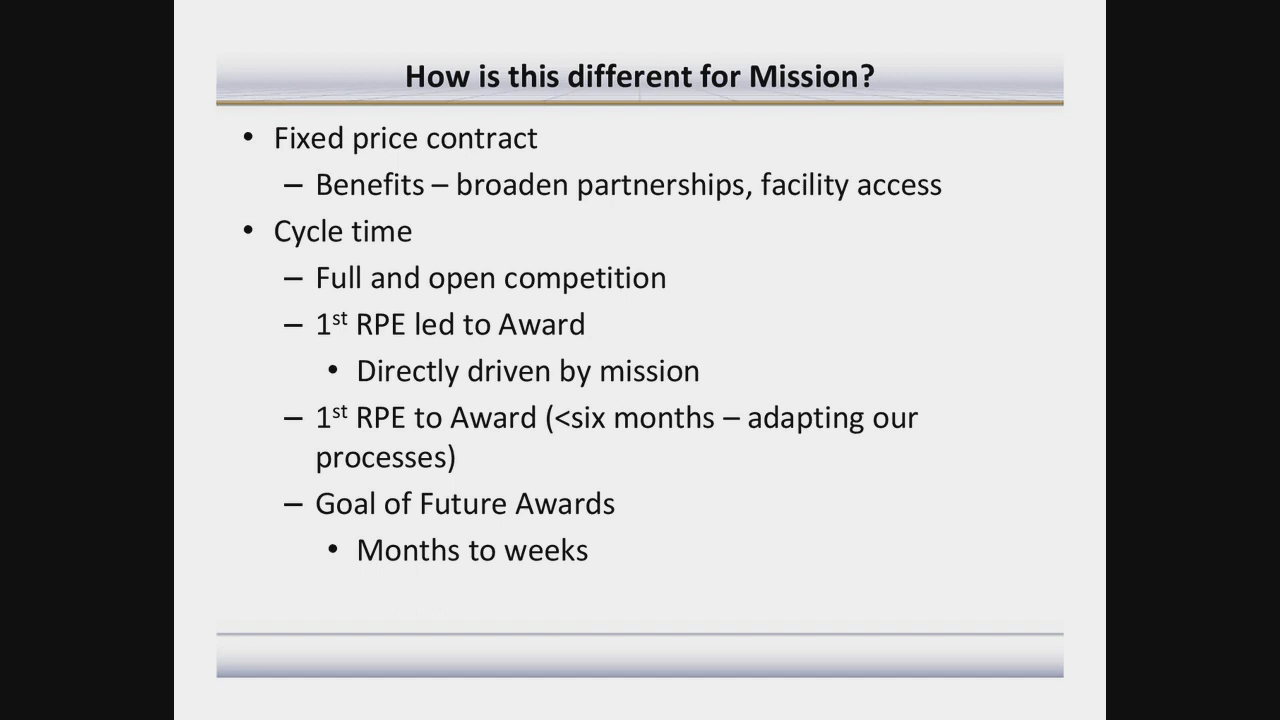 How is this different for Mission?
• Fixed price contract
– Benefits – broaden partnerships, facility access
• Cycle time
– Full and open competition
– 1st RPE led to Award
• Directly driven by mission
– 1st RPE to Award (<six months – adapting our
processes)
– Goal of Future Awards
• Months to weeks